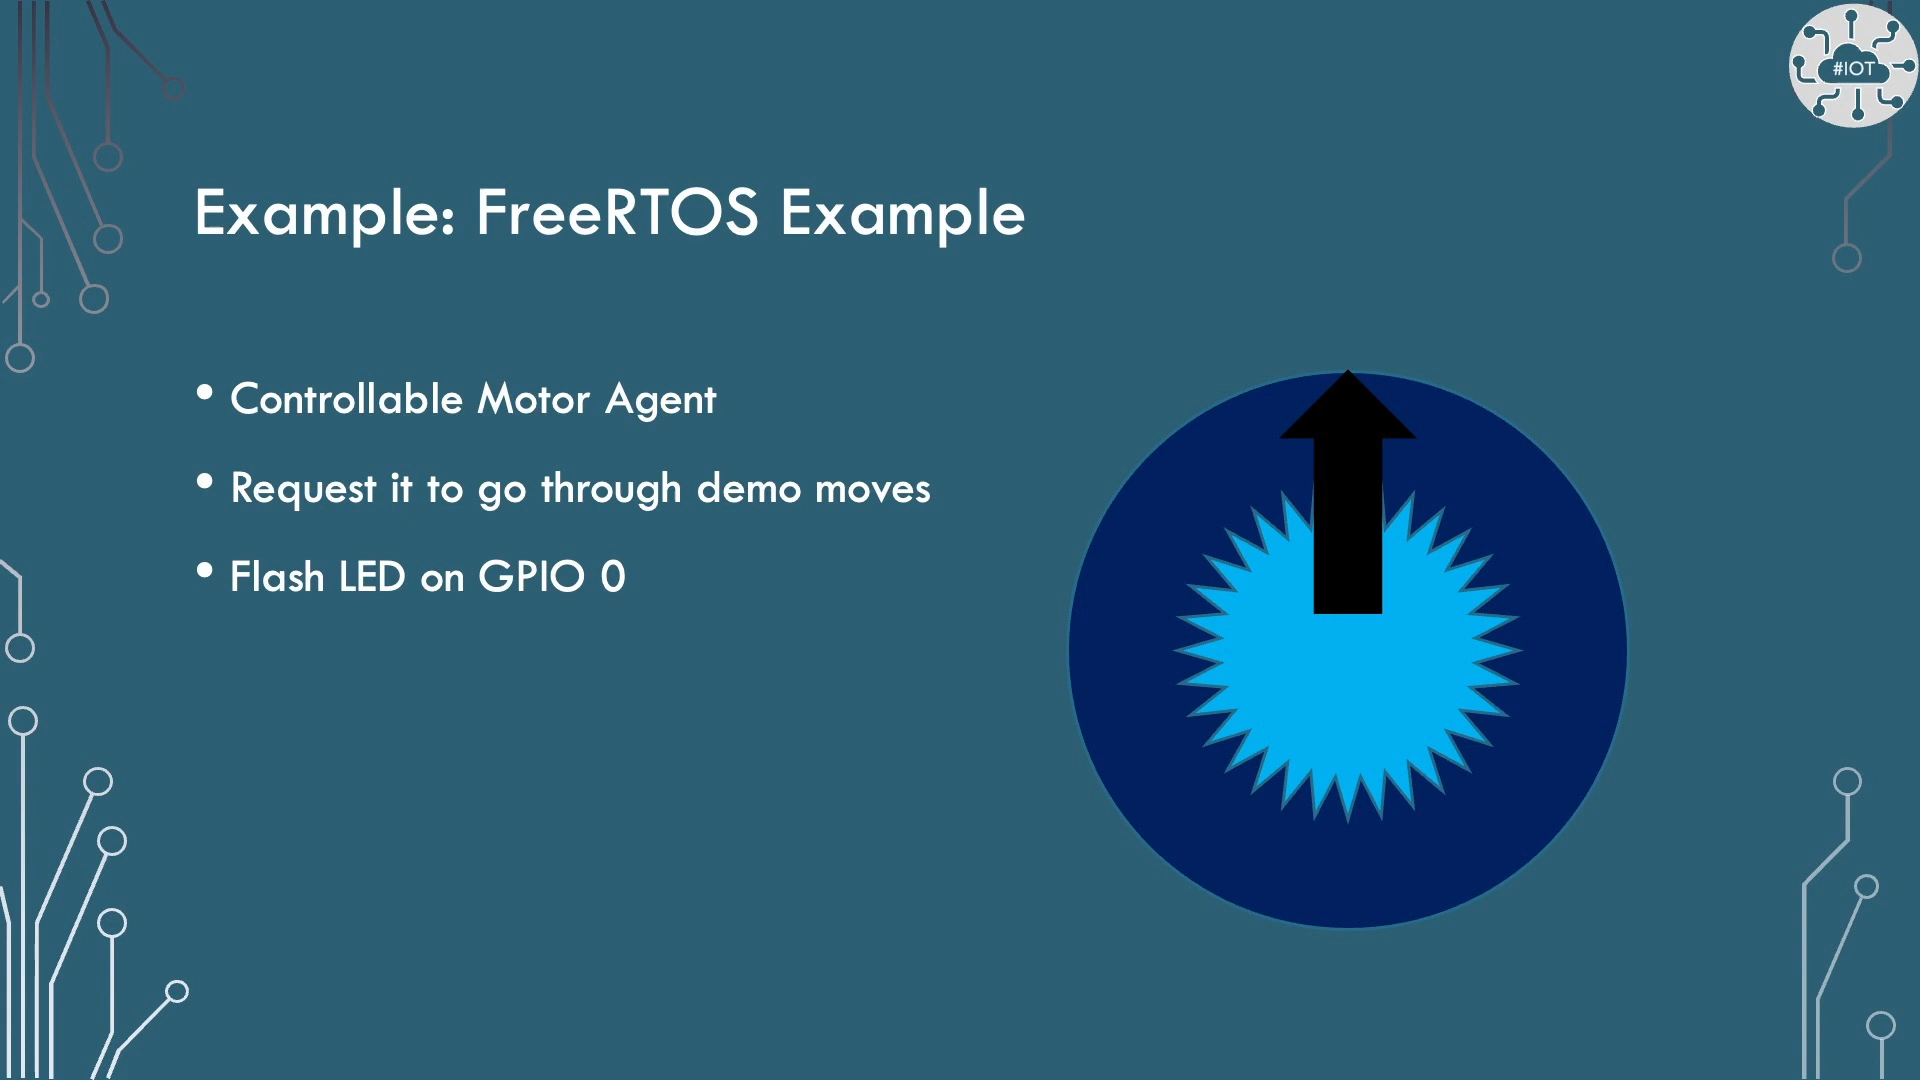 #IOT
Example: FreeRTOS Example
• Controllable Motor Agent
• Request it to go through demo moves
• Flash LED on GPIO 0